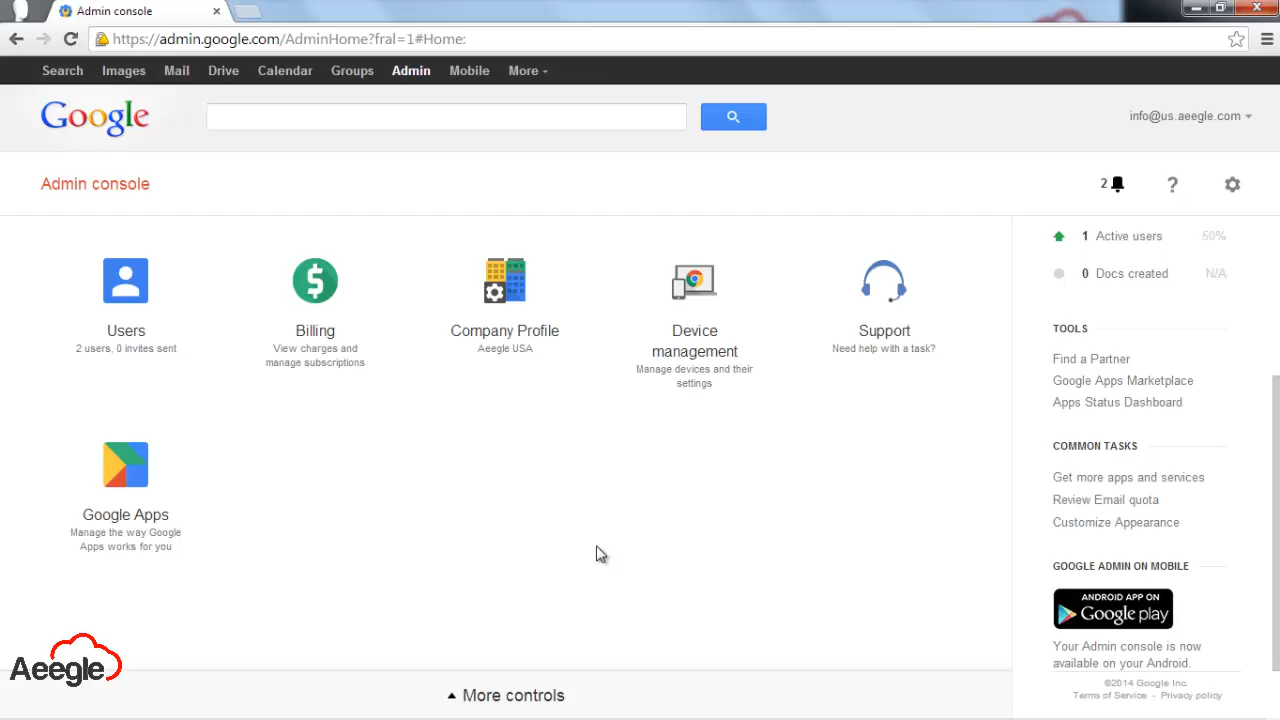 Admin console
https://admin.google.com/AdminHome?fral=1#Home:
Search Images Mail Drive Calendar Groups Admin Mobile More
Google
info@us.aeegle.com
Admin console
2
?
Users
2 users, 0 invites sent
Billing
View charges and
manage subscriptions
Company Profile
Aeegle USA
Device
management
Manage devices and their
settings
Support
Need help with a task?
Google Apps
Manage the way Google
Apps works for you
1 Active users 50%
0 Docs created N/A
TOOLS
Find a Partner
Google Apps Marketplace
Apps Status Dashboard
COMMON TASKS
Get more apps and services
Review Email quota
Customize Appearance
GOOGLE ADMIN ON MOBILE
ANDROID APP ON
Google play
Your Admin console is now
available on your Android.
©2014 Google Inc.
Terms of Service - Privacy policy
More controls
Aeegle